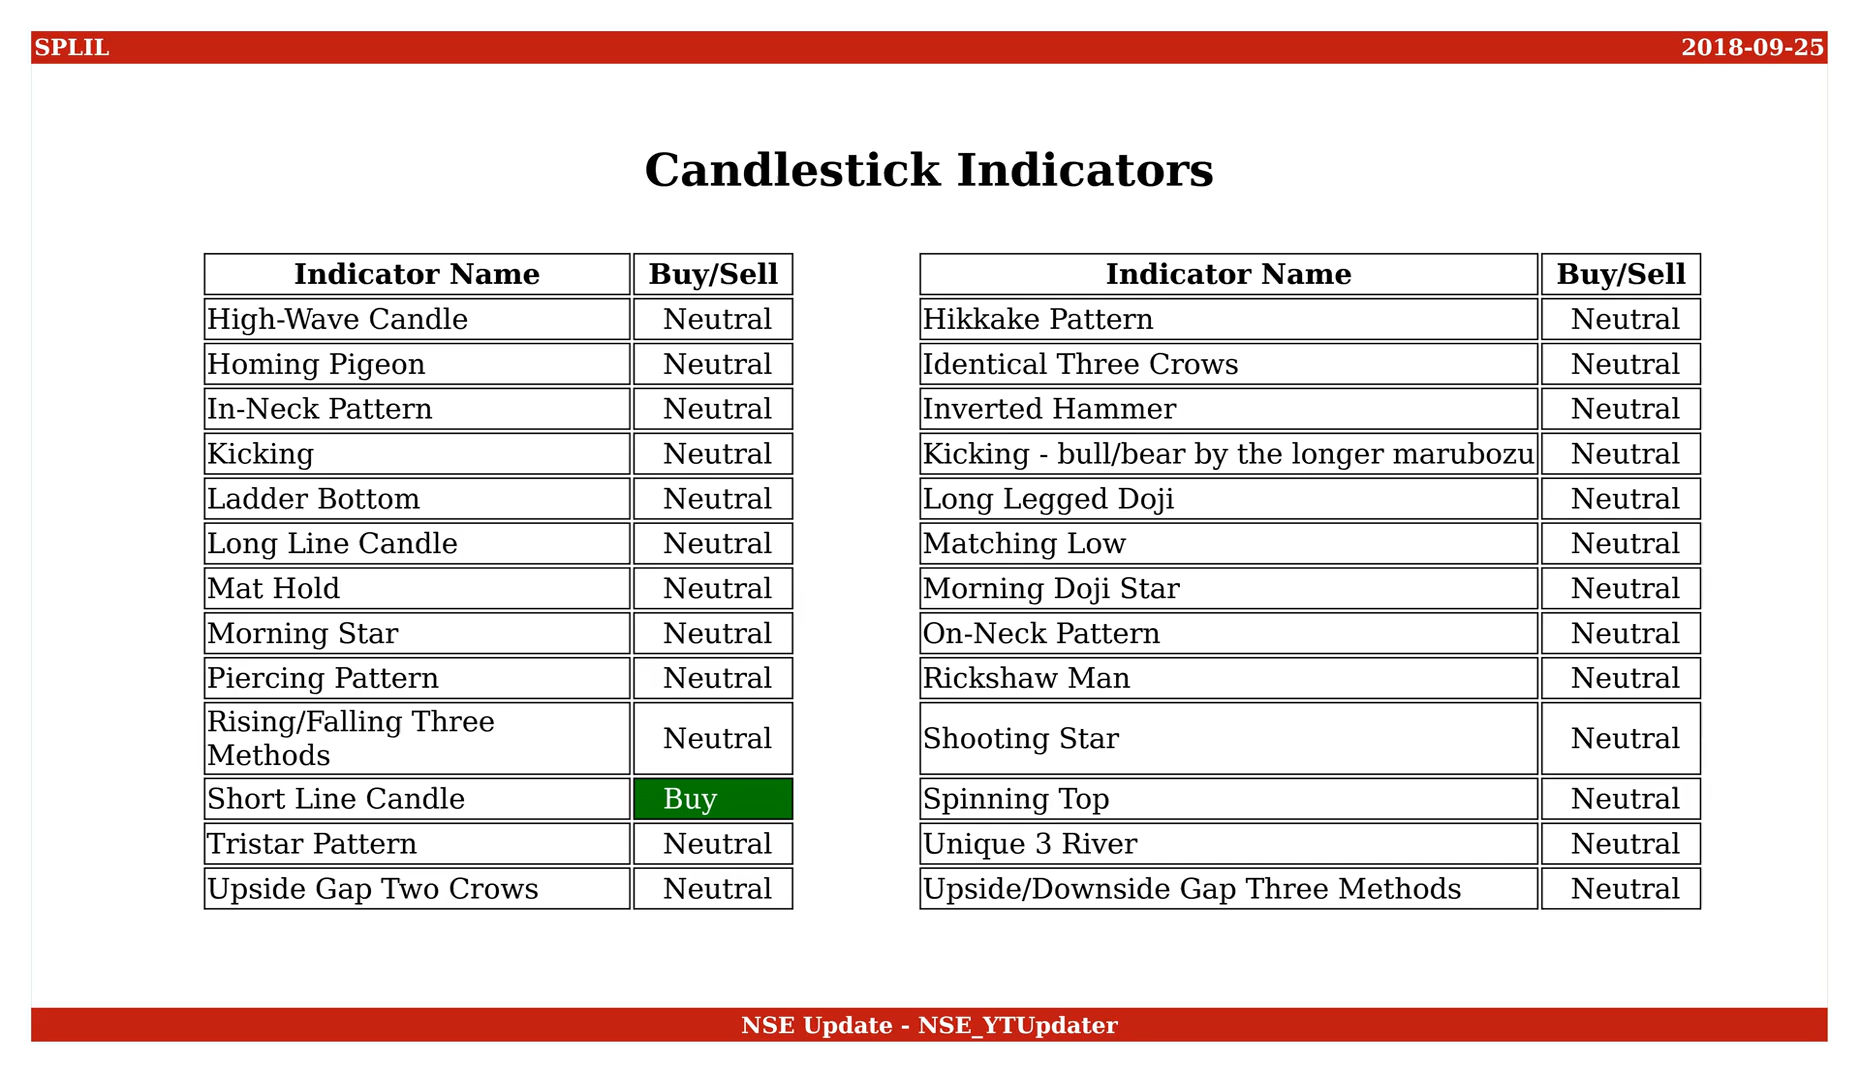 SPLIL 2018-09-25
Candlestick Indicators
Indicator Name Buy/Sell
High-Wave Candle Neutral
Homing Pigeon Neutral
In-Neck Pattern Neutral
Kicking Neutral
Ladder Bottom Neutral
Long Line Candle Neutral
Mat Hold Neutral
Morning Star Neutral
Piercing Pattern Neutral
Rising/Falling Three
Methods Neutral
Short Line Candle Buy
Tristar Pattern Neutral
Upside Gap Two Crows Neutral
Indicator Name Buy/Sell
Hikkake Pattern Neutral
Identical Three Crows Neutral
Inverted Hammer Neutral
Kicking - bull/bear by the longer marubozu Neutral
Long Legged Doji Neutral
Matching Low Neutral
Morning Doji Star Neutral
On-Neck Pattern Neutral
Rickshaw Man Neutral
Shooting Star Neutral
Spinning Top Neutral
Unique 3 River Neutral
Upside/Downside Gap Three Methods Neutral
NSE Update - NSE_YTUpdater